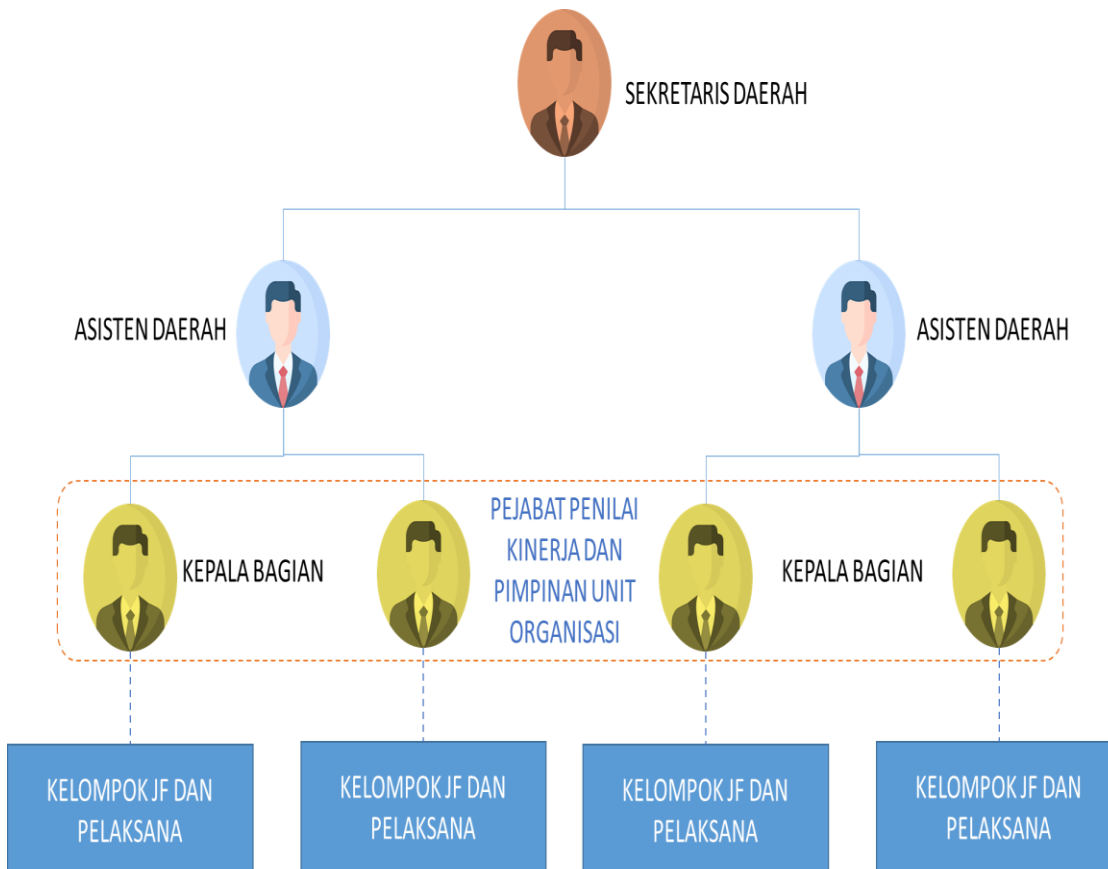 SEKRETARIS DAERAH
ASISTEN DAERAH
ASISTEN DAERAH
KEPALA BAGIAN
PEJABAT PENILAI
KINERJA DAN
PIMPINAN UNIT
ORGANISASI
KEPALA BAGIAN
KELOMPOK JF DAN
PELAKSANA
KELOMPOK JF DAN
PELAKSANA
KELOMPOK JF DAN
PELAKSANA
KELOMPOK JF DAN
PELAKSANA